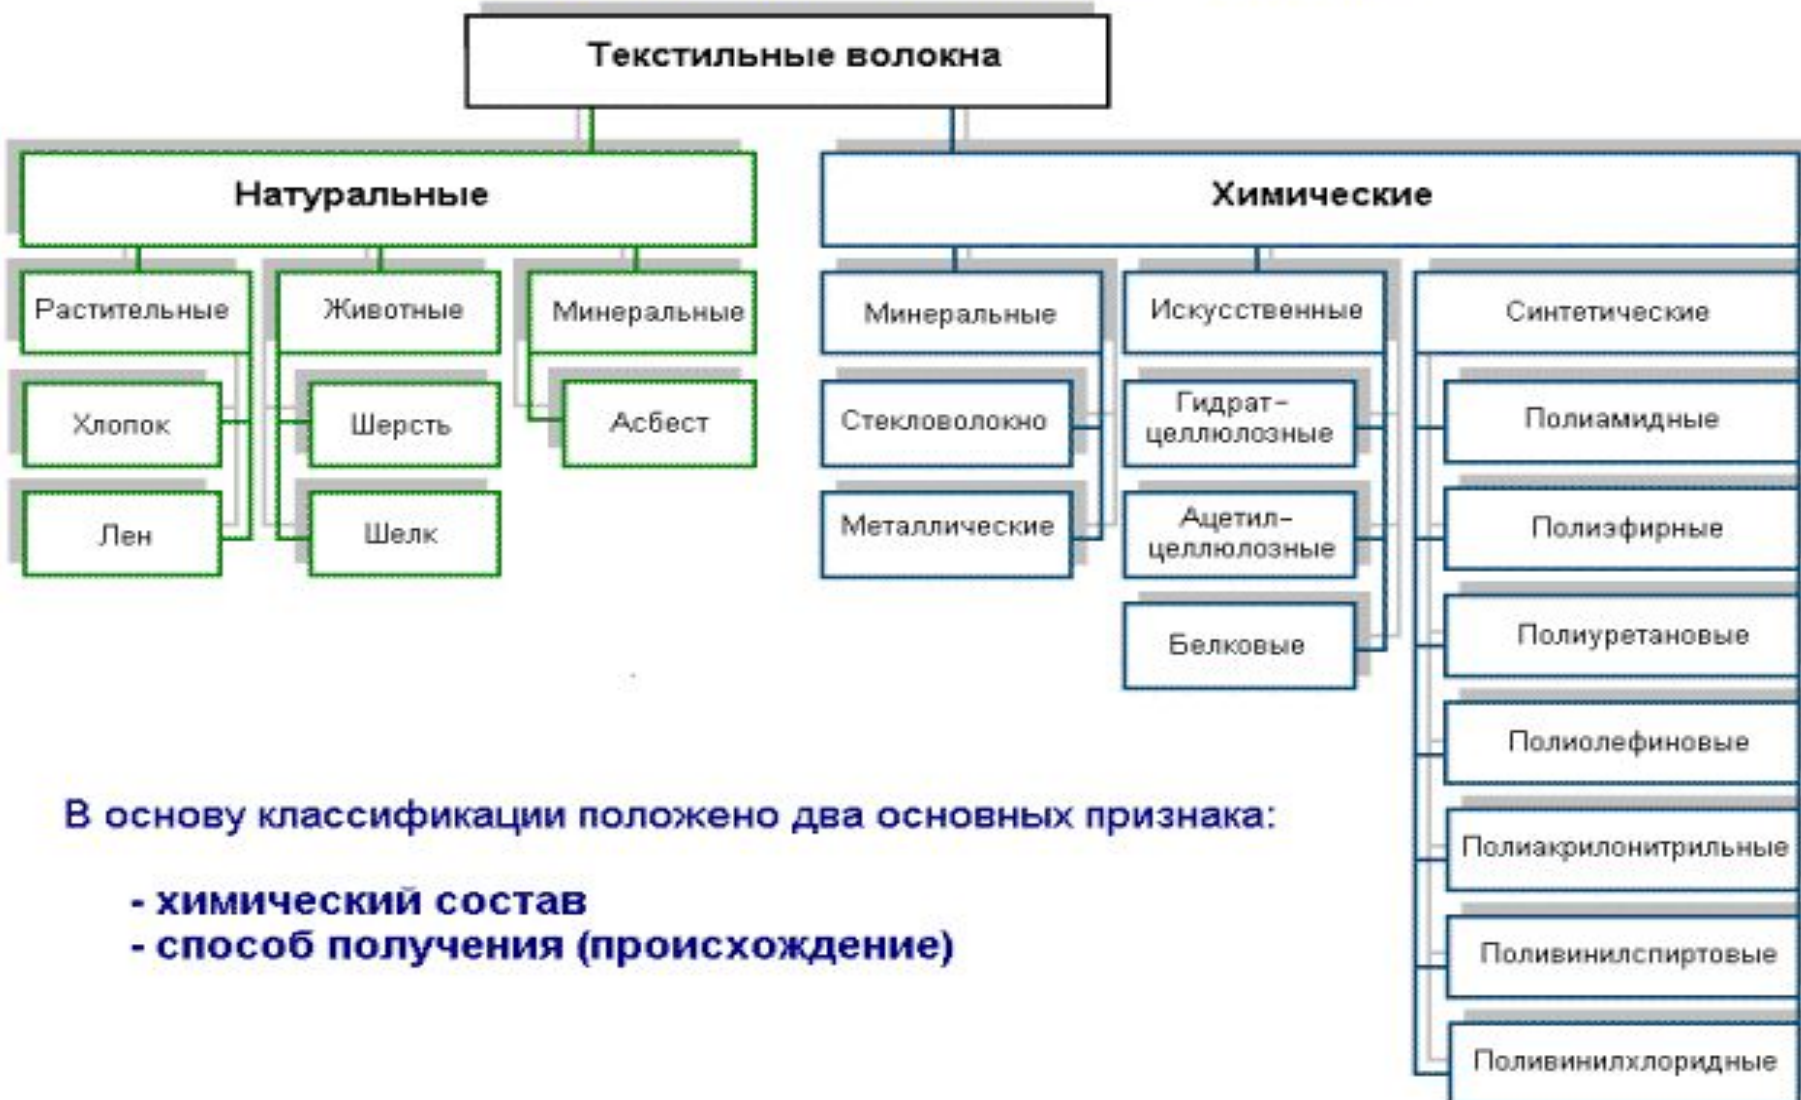 Текстильные волокна
Натуральные
Химические
Растительные
Животные
Минеральные
Минеральные
Искусственные
Синтетические
Хлопок
Шерсть
Асбест
Стекловолокно
Гидрат-
целлюлозные
Полиамидные
Лен
Шелк
Металлические
Ацетил-
целлюлозные
Полиэфирные
Белковые
Полиуретановые
Полиолефиновые
Полиакрилонитрильные
Поливинилспиртовые
Поливинилхлоридные
В основу классификации положено два основных признака:
- химический состав
- способ получения (происхождение)